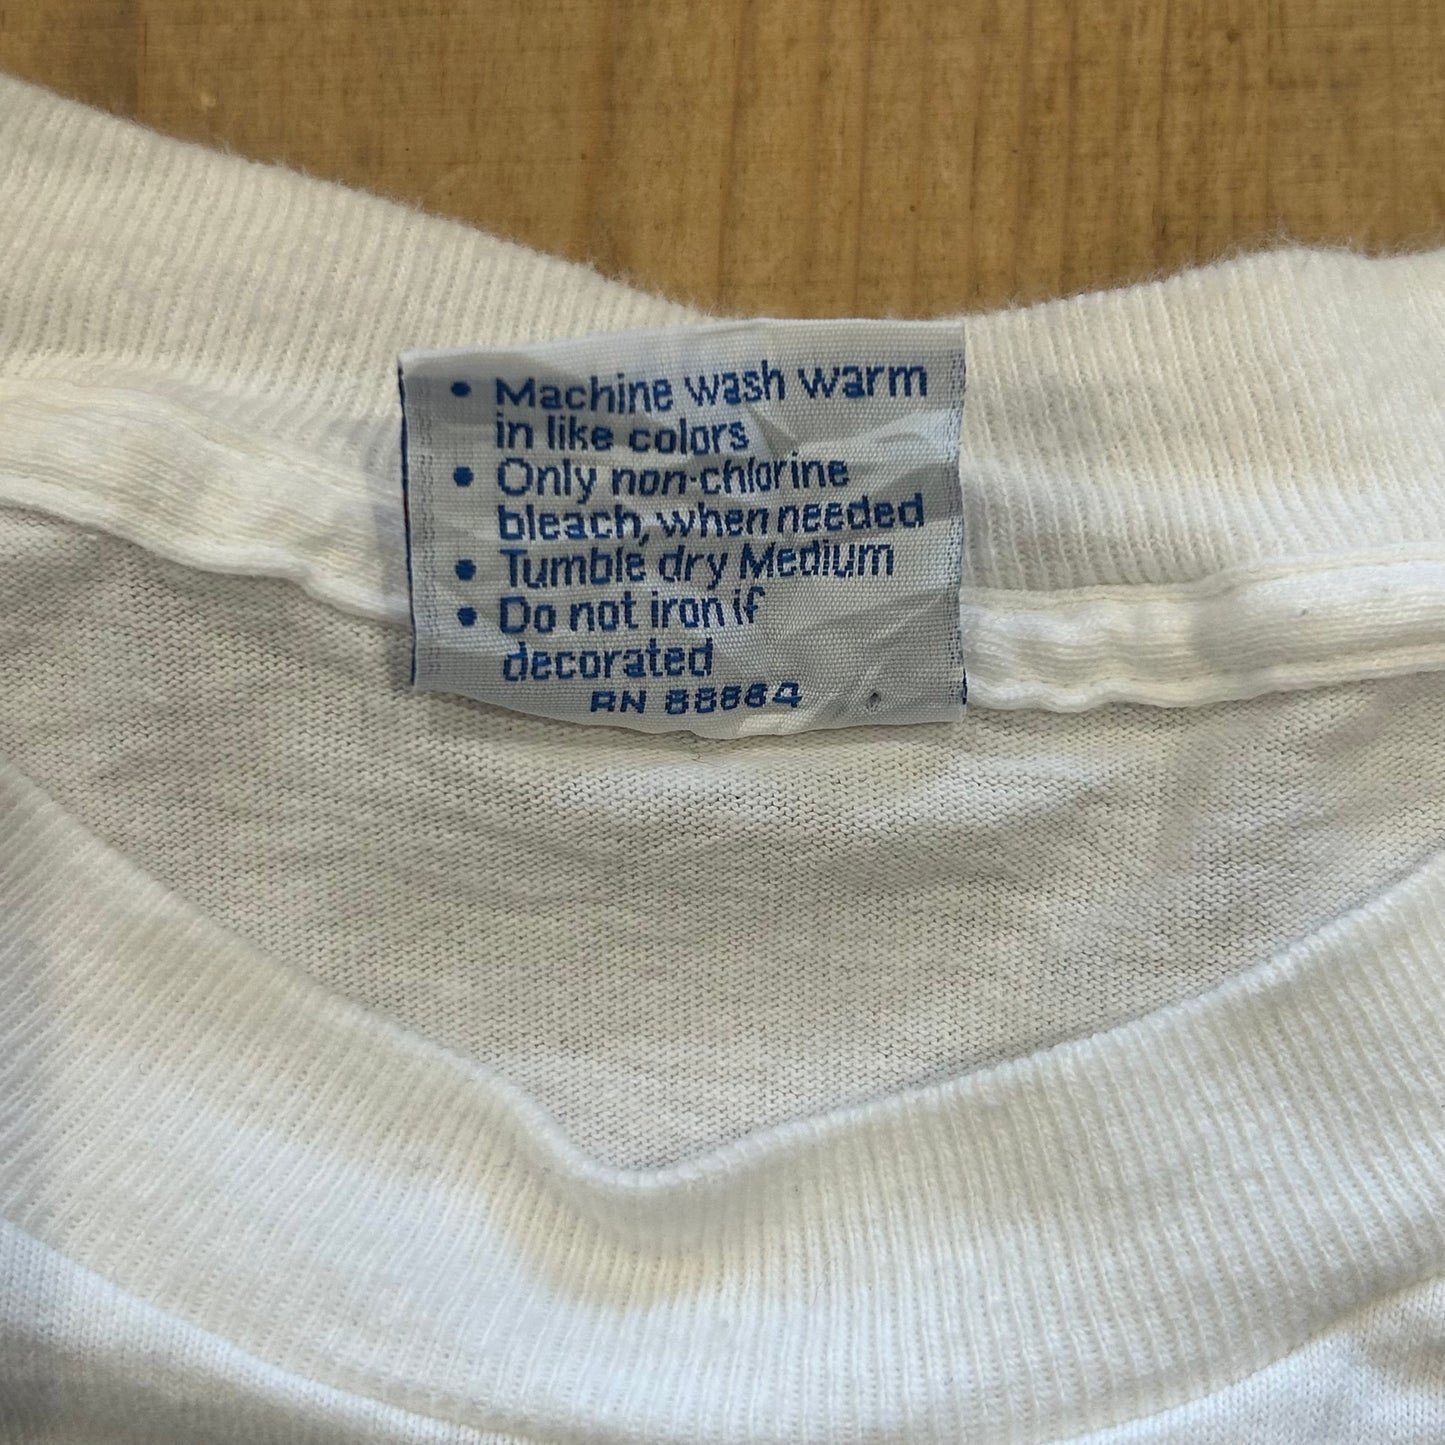 • Machine wash warm
in like colors
• Only non-chlorine
bleach, when needed
• Tumble dry Medium
• Do not iron if
decorated
RN 88884